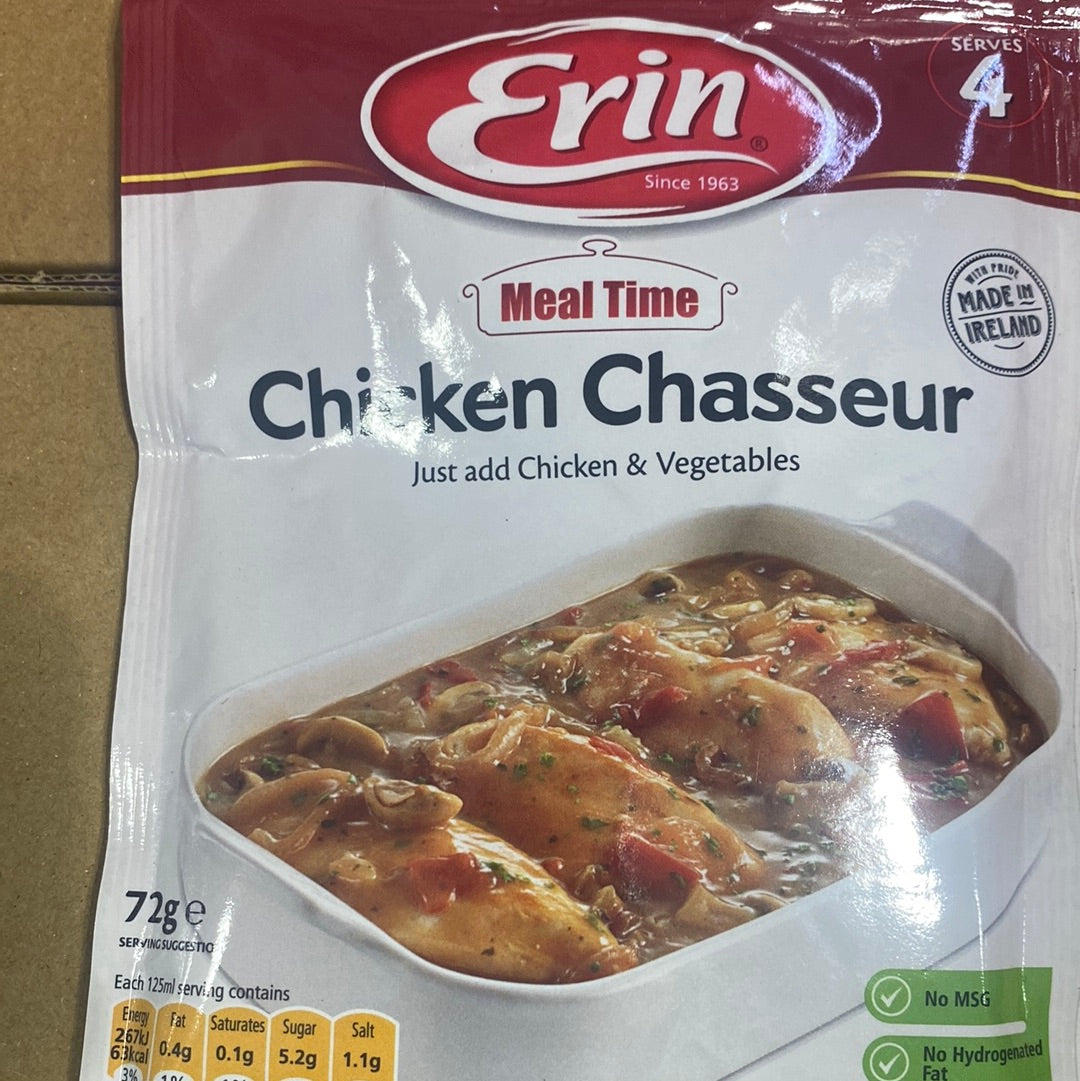 Erin
®
Since 1963
SERVES
4
Meal Time
WITH PRIDE
MADE IN
IRELAND
Chicken Chasseur
Just add Chicken & Vegetables
72g e
SERVING SUGGESTIO
Each 125ml serving contains
Energy
267kJ
63kcal
3%
Fat
0.4g
Saturates
0.1g
Sugar
5.2g
Salt
1.1g
No MSG
No Hydrogenated
Fat